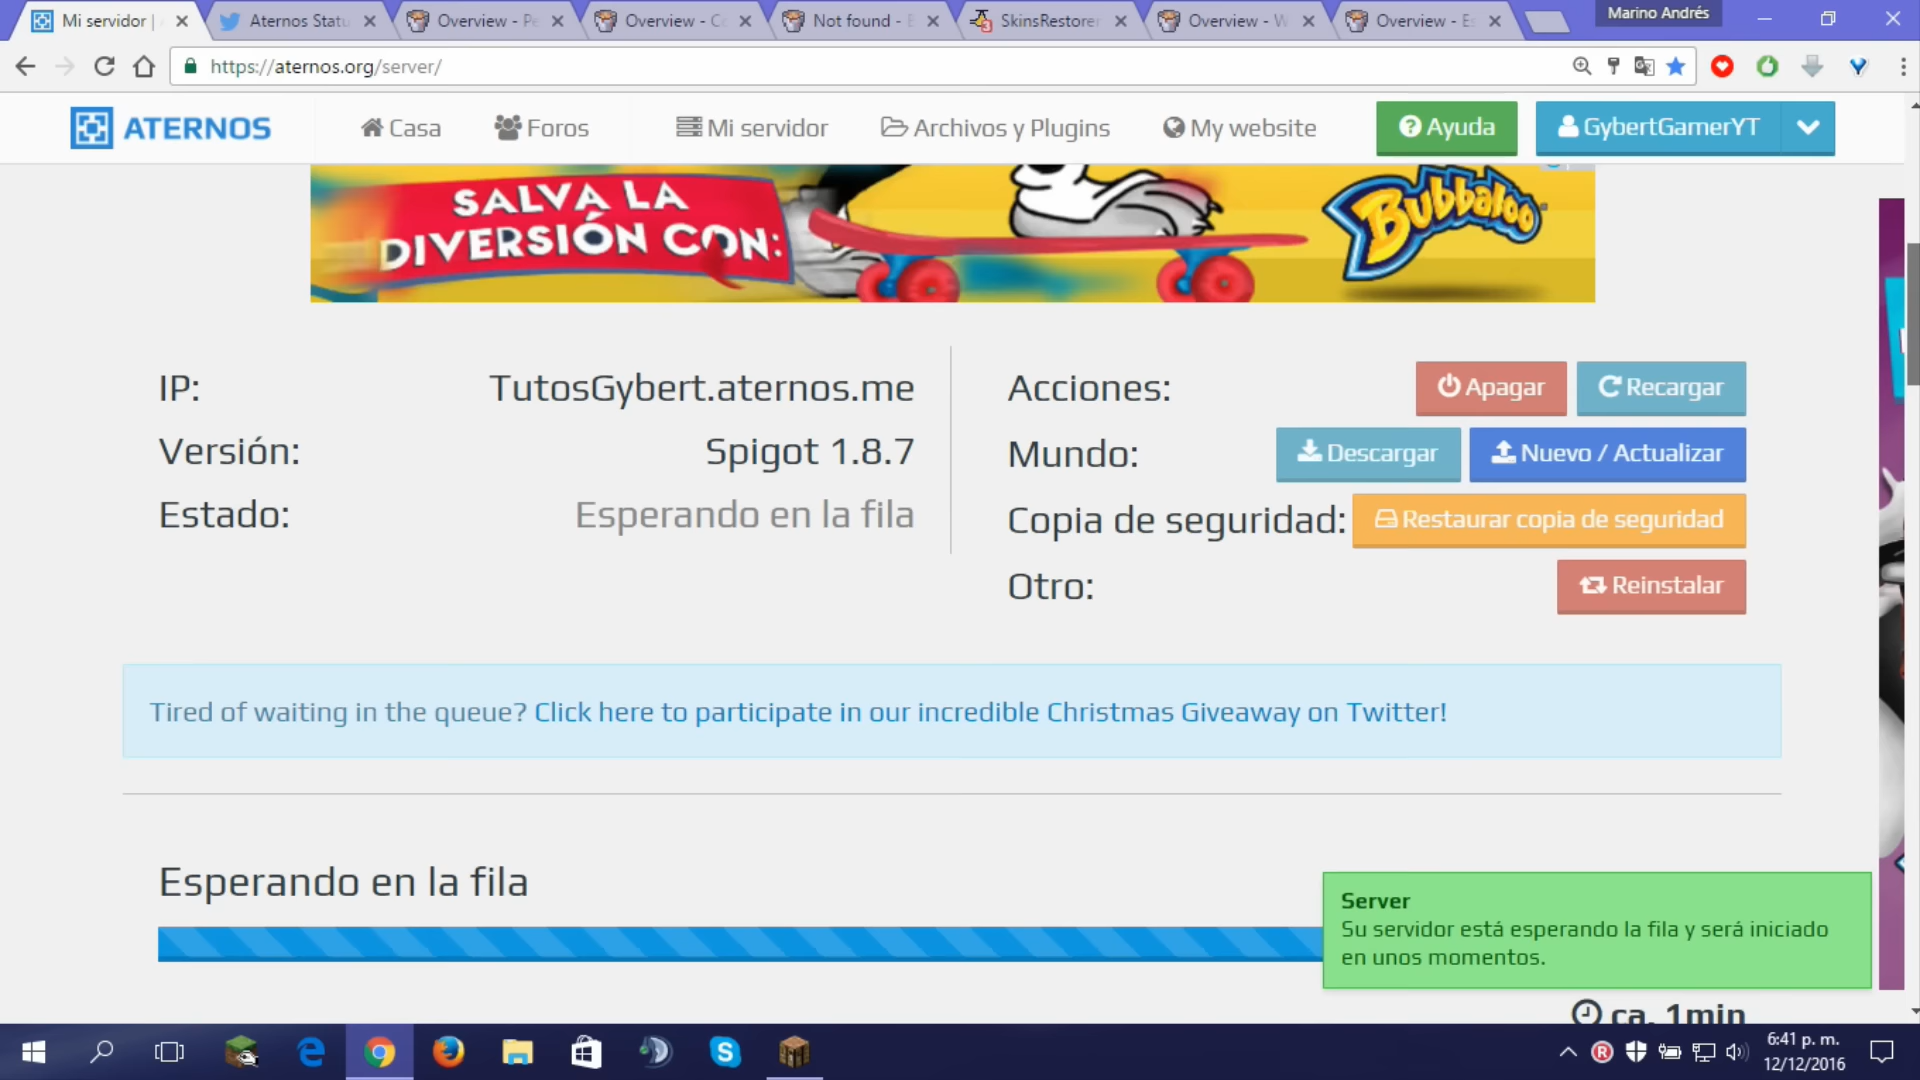 Mi servidor |
Aternos Statu
Overview - Pe
Overview - C
Not found - B
SkinsRestorer
Overview - W
Overview - Es
Marino Andrés
https://aternos.org/server/
ATERNOS
Casa
Foros
Mi servidor
Archivos y Plugins
My website
Ayuda
GybertGamerYT
SALVA LA
DIVERSIÓN CON:
Bubbaloo
IP:
TutosGybert.aternos.me
Versión:
Spigot 1.8.7
Estado:
Esperando en la fila
Acciones:
Apagar
Recargar
Mundo:
Descargar
Nuevo / Actualizar
Copia de seguridad:
Restaurar copia de seguridad
Otro:
Reinstalar
Tired of waiting in the queue? Click here to participate in our incredible Christmas Giveaway on Twitter!
Esperando en la fila
Server
Su servidor está esperando la fila y será iniciado
en unos momentos.
ca. 1min
6:41 p. m.
12/12/2016